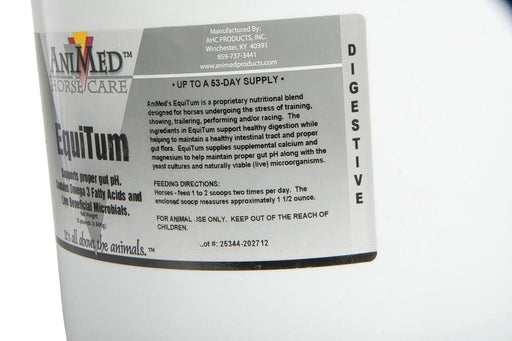 ANIMED™
HORSE CARE
EquiTum
Supports proper gut pH.
Contains Omega 3 Fatty Acids and
Live Beneficial Microbials.
Net Weight
It's all about the animals.™
Manufactured By:
AHC PRODUCTS, INC.
Winchester, KY 40391
859-737-3441
www.animedproducts.com
• UP TO A 53-DAY SUPPLY •
AniMed's EquiTum is a proprietary nutritional blend
designed for horses undergoing the stress of training,
showing, trailering, performing and/or racing. The
ingredients in EquiTum support healthy digestion while
helping to maintain a healthy intestinal tract and proper
gut flora. EquiTum supplies supplemental calcium and
magnesium to help maintain proper gut pH along with the
yeast cultures and naturally viable (live) microorganisms.
FEEDING DIRECTIONS:
Horses - feed 1 to 2 scoops two times per day. The
enclosed scoop measures approximately 1 1/2 ounce.
FOR ANIMAL USE ONLY. KEEP OUT OF THE REACH OF
CHILDREN.
Lot #: 25344-202712
DIGESTIVE